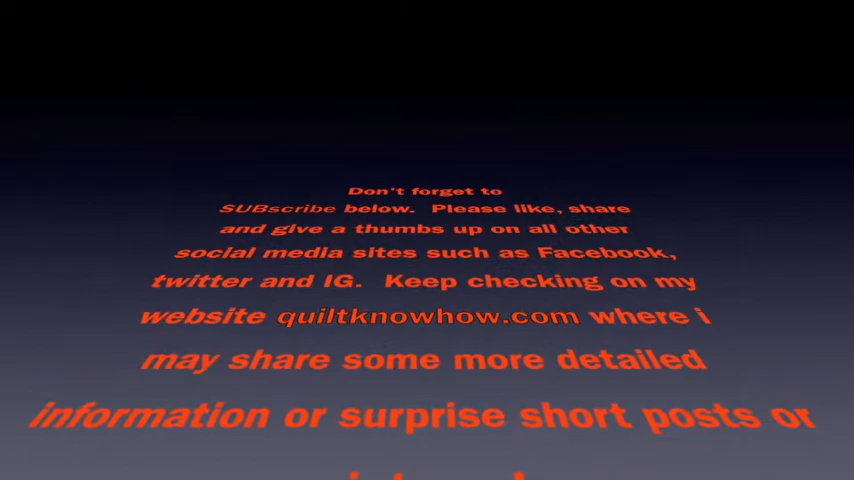 Don't forget to
SUBscribe below.  Please like, share
and give a thumbs up on all other
social media sites such as Facebook,
twitter and IG.  Keep checking on my
website quiltknowhow.com where i
may share some more detailed
information or surprise short posts or